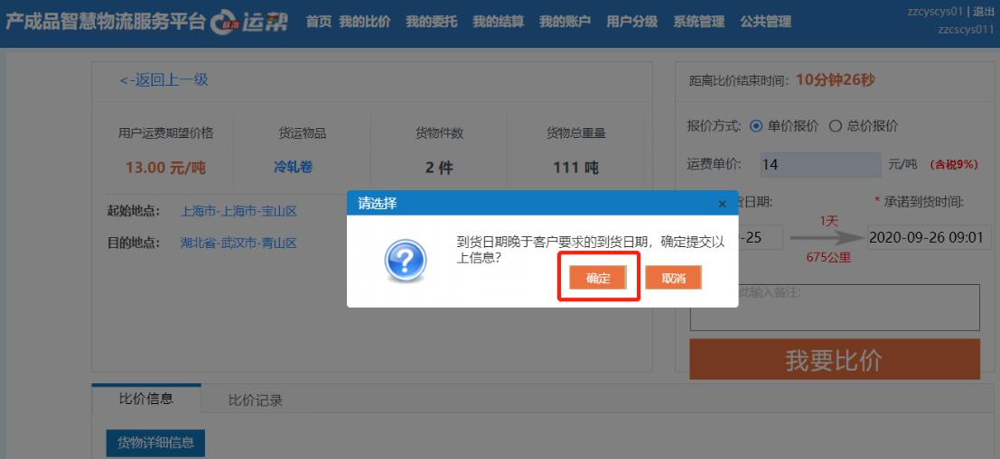 产成品智慧物流服务平台 欧冶 运帮 首页 我的比价 我的委托 我的结算 我的账户 用户分级 系统管理 公共管理
zzcyscys01 | 退出
zzcscys011
<-返回上一级
用户运费期望价格 货运物品 货物件数 货物总重量
13.00 元/吨 冷轧卷 2 件 111 吨
起始地点: 上海市-上海市-宝山区
目的地点: 湖北省-武汉市-青山区
距离比价结束时间: 10分钟26秒
报价方式: 单价报价 总价报价
运费单价: 14 元/吨 (含税9%)
货日期: * 承诺到货时间:
1天
-25 2020-09-26 09:01
675公里
此输入备注:
我要比价
请选择 ×
?
到货日期晚于客户要求的到货日期，确定提交以
上信息?
确定 取消
比价信息 比价记录
货物详细信息